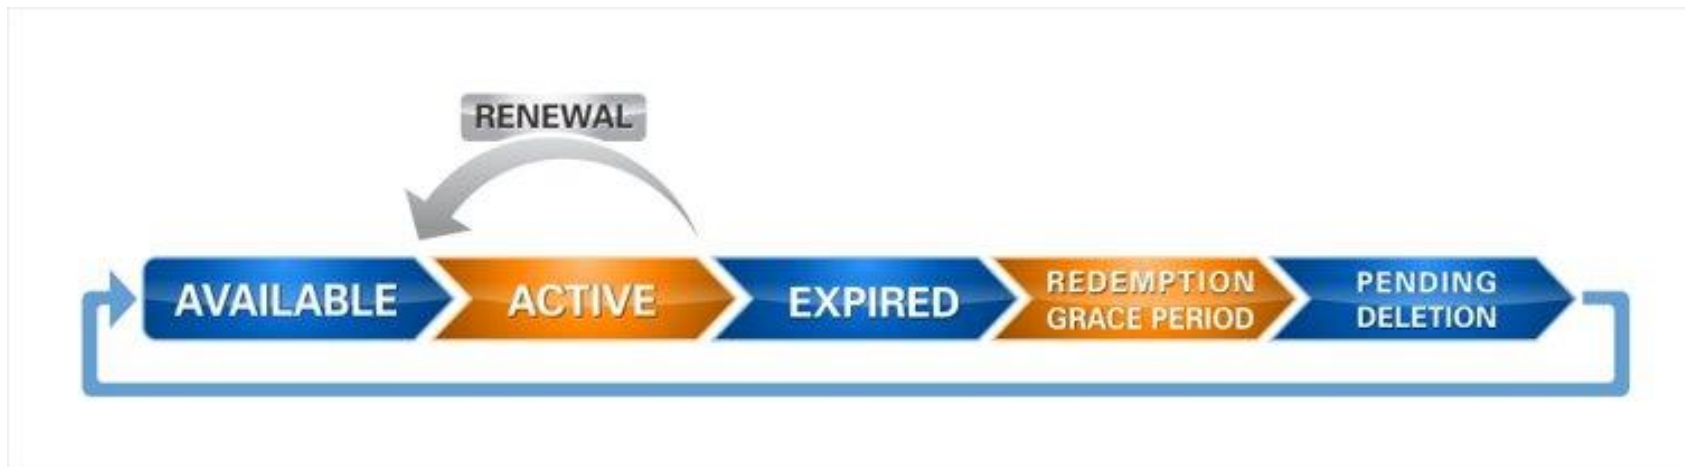 RENEWAL
AVAILABLE
ACTIVE
EXPIRED
REDEMPTION
GRACE PERIOD
PENDING
DELETION